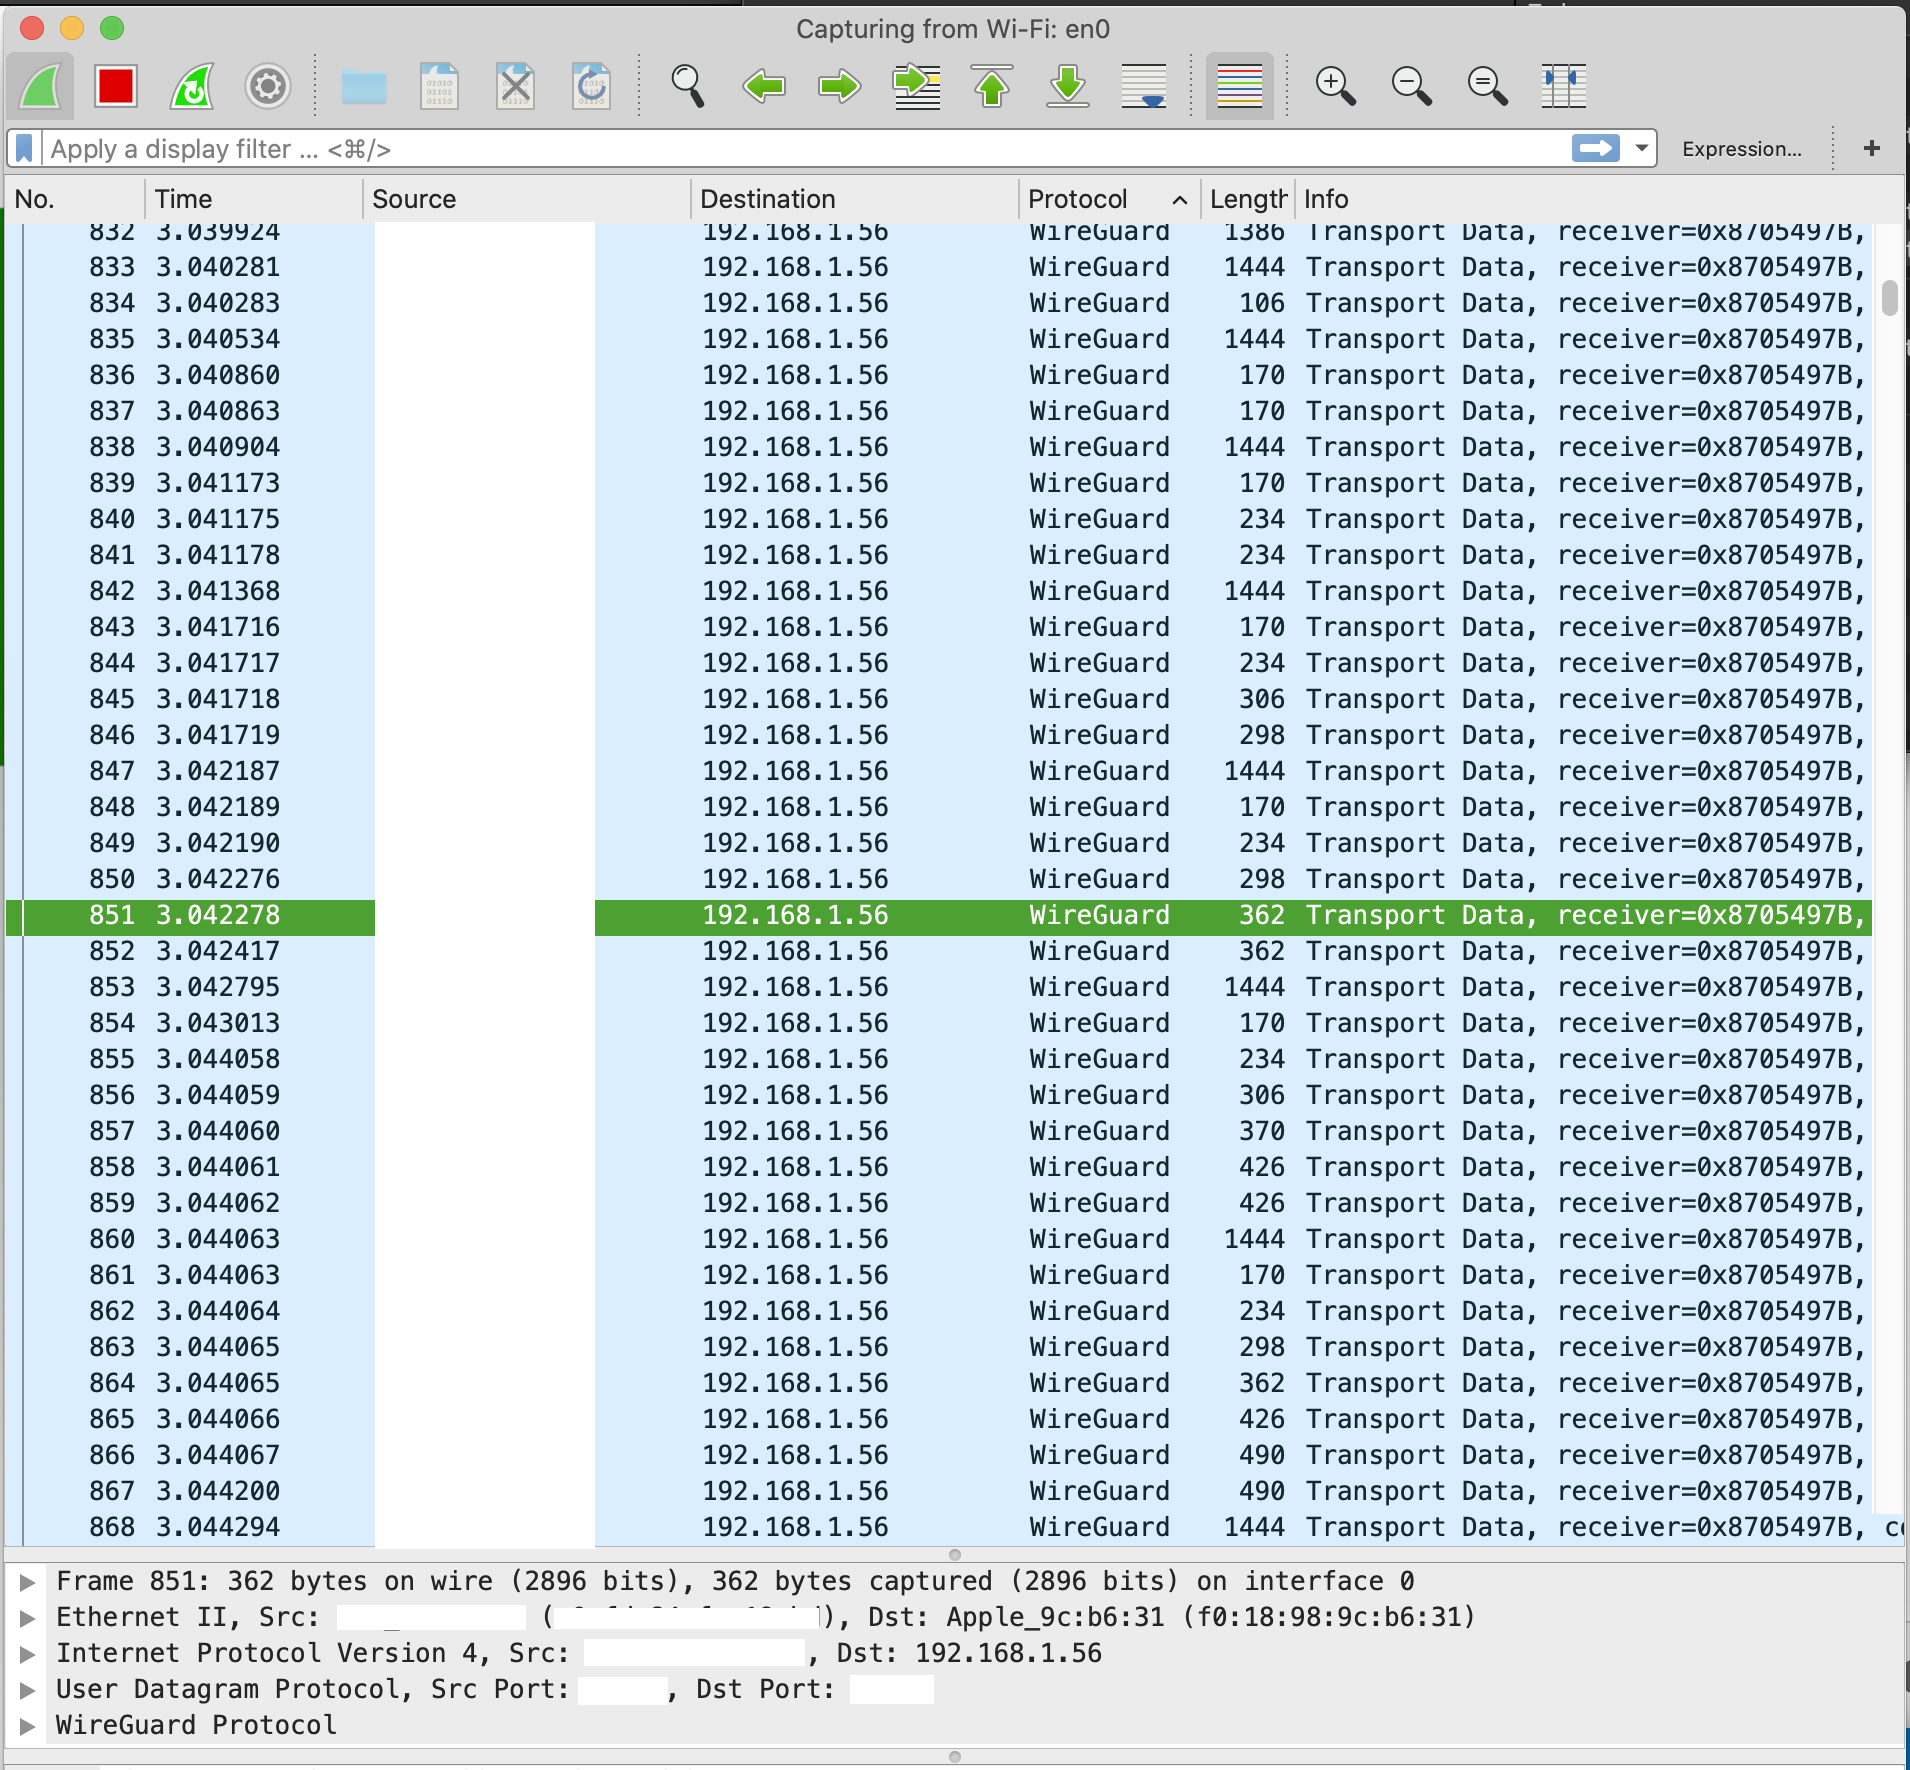 Capturing from Wi-Fi: en0
Apply a display filter ... <⌘/>
Expression... +
No. Time Source Destination Protocol Length Info
832 3.039924 192.168.1.56 WireGuard 1386 Transport Data, receiver=0x8705497B,
833 3.040281 192.168.1.56 WireGuard 1444 Transport Data, receiver=0x8705497B,
834 3.040283 192.168.1.56 WireGuard 106 Transport Data, receiver=0x8705497B,
835 3.040534 192.168.1.56 WireGuard 1444 Transport Data, receiver=0x8705497B,
836 3.040860 192.168.1.56 WireGuard 170 Transport Data, receiver=0x8705497B,
837 3.040863 192.168.1.56 WireGuard 170 Transport Data, receiver=0x8705497B,
838 3.040904 192.168.1.56 WireGuard 1444 Transport Data, receiver=0x8705497B,
839 3.041173 192.168.1.56 WireGuard 170 Transport Data, receiver=0x8705497B,
840 3.041175 192.168.1.56 WireGuard 234 Transport Data, receiver=0x8705497B,
841 3.041178 192.168.1.56 WireGuard 234 Transport Data, receiver=0x8705497B,
842 3.041368 192.168.1.56 WireGuard 1444 Transport Data, receiver=0x8705497B,
843 3.041716 192.168.1.56 WireGuard 170 Transport Data, receiver=0x8705497B,
844 3.041717 192.168.1.56 WireGuard 234 Transport Data, receiver=0x8705497B,
845 3.041718 192.168.1.56 WireGuard 306 Transport Data, receiver=0x8705497B,
846 3.041719 192.168.1.56 WireGuard 298 Transport Data, receiver=0x8705497B,
847 3.042187 192.168.1.56 WireGuard 1444 Transport Data, receiver=0x8705497B,
848 3.042189 192.168.1.56 WireGuard 170 Transport Data, receiver=0x8705497B,
849 3.042190 192.168.1.56 WireGuard 234 Transport Data, receiver=0x8705497B,
850 3.042276 192.168.1.56 WireGuard 298 Transport Data, receiver=0x8705497B,
851 3.042278 192.168.1.56 WireGuard 362 Transport Data, receiver=0x8705497B,
852 3.042417 192.168.1.56 WireGuard 362 Transport Data, receiver=0x8705497B,
853 3.042795 192.168.1.56 WireGuard 1444 Transport Data, receiver=0x8705497B,
854 3.043013 192.168.1.56 WireGuard 170 Transport Data, receiver=0x8705497B,
855 3.044058 192.168.1.56 WireGuard 234 Transport Data, receiver=0x8705497B,
856 3.044059 192.168.1.56 WireGuard 306 Transport Data, receiver=0x8705497B,
857 3.044060 192.168.1.56 WireGuard 370 Transport Data, receiver=0x8705497B,
858 3.044061 192.168.1.56 WireGuard 426 Transport Data, receiver=0x8705497B,
859 3.044062 192.168.1.56 WireGuard 426 Transport Data, receiver=0x8705497B,
860 3.044063 192.168.1.56 WireGuard 1444 Transport Data, receiver=0x8705497B,
861 3.044063 192.168.1.56 WireGuard 170 Transport Data, receiver=0x8705497B,
862 3.044064 192.168.1.56 WireGuard 234 Transport Data, receiver=0x8705497B,
863 3.044065 192.168.1.56 WireGuard 298 Transport Data, receiver=0x8705497B,
864 3.044065 192.168.1.56 WireGuard 362 Transport Data, receiver=0x8705497B,
865 3.044066 192.168.1.56 WireGuard 426 Transport Data, receiver=0x8705497B,
866 3.044067 192.168.1.56 WireGuard 490 Transport Data, receiver=0x8705497B,
867 3.044200 192.168.1.56 WireGuard 490 Transport Data, receiver=0x8705497B,
868 3.044294 192.168.1.56 WireGuard 1444 Transport Data, receiver=0x8705497B,
Frame 851: 362 bytes on wire (2896 bits), 362 bytes captured (2896 bits) on interface 0
Ethernet II, Src: ( ), Dst: Apple_9c:b6:31 (f0:18:98:9c:b6:31)
Internet Protocol Version 4, Src: , Dst: 192.168.1.56
User Datagram Protocol, Src Port: , Dst Port:
WireGuard Protocol